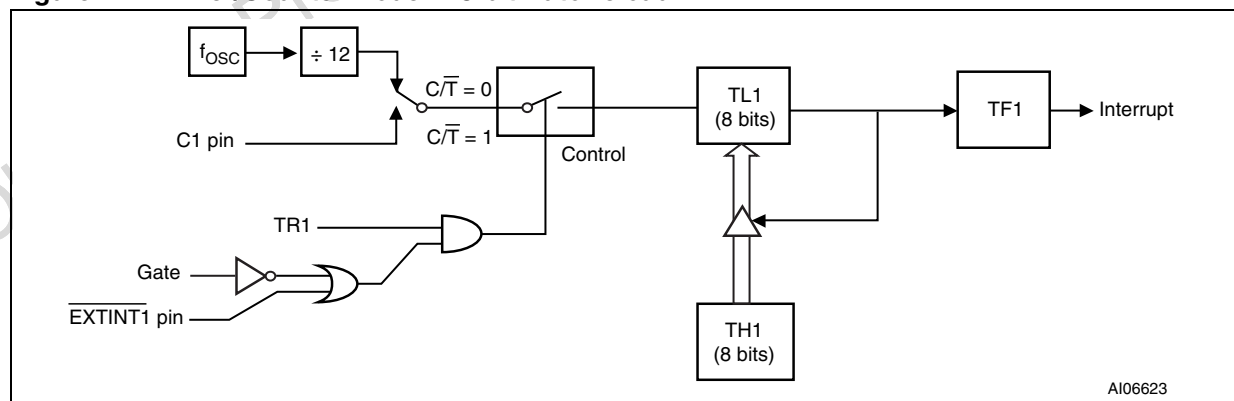 fOSC
÷ 12
C/T̅ = 0
C1 pin
C/T̅ = 1
Control
TL1
(8 bits)
TF1
Interrupt
TR1
Gate
E̅X̅T̅I̅N̅T̅1̅ pin
TH1
(8 bits)
AI06623